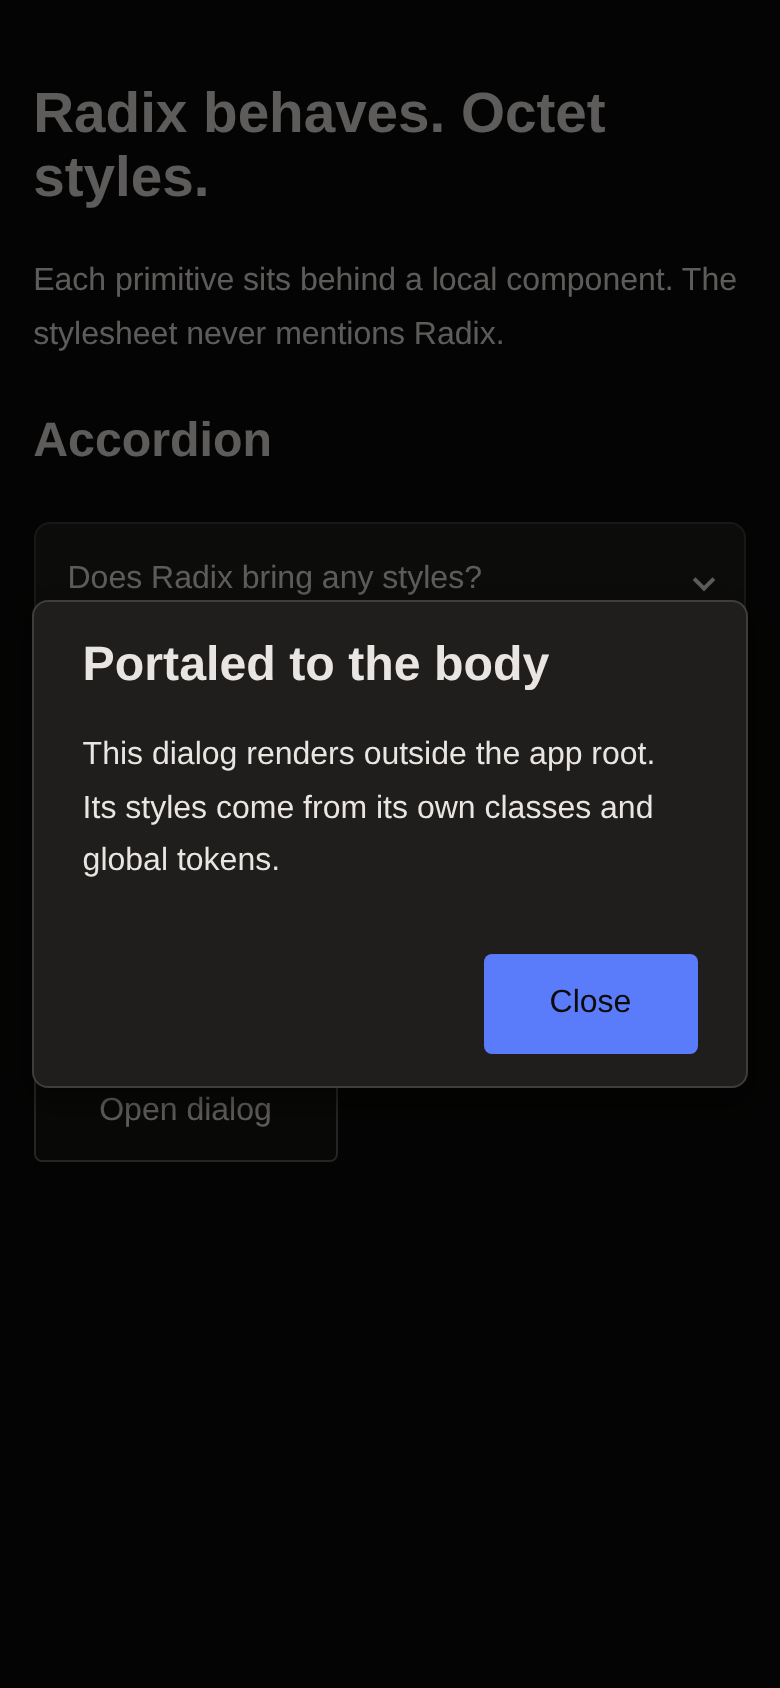 Radix behaves. Octet
styles.
Each primitive sits behind a local component. The
stylesheet never mentions Radix.
Accordion
Does Radix bring any styles?
Portaled to the body
This dialog renders outside the app root.
Its styles come from its own classes and
global tokens.
Close
Open dialog